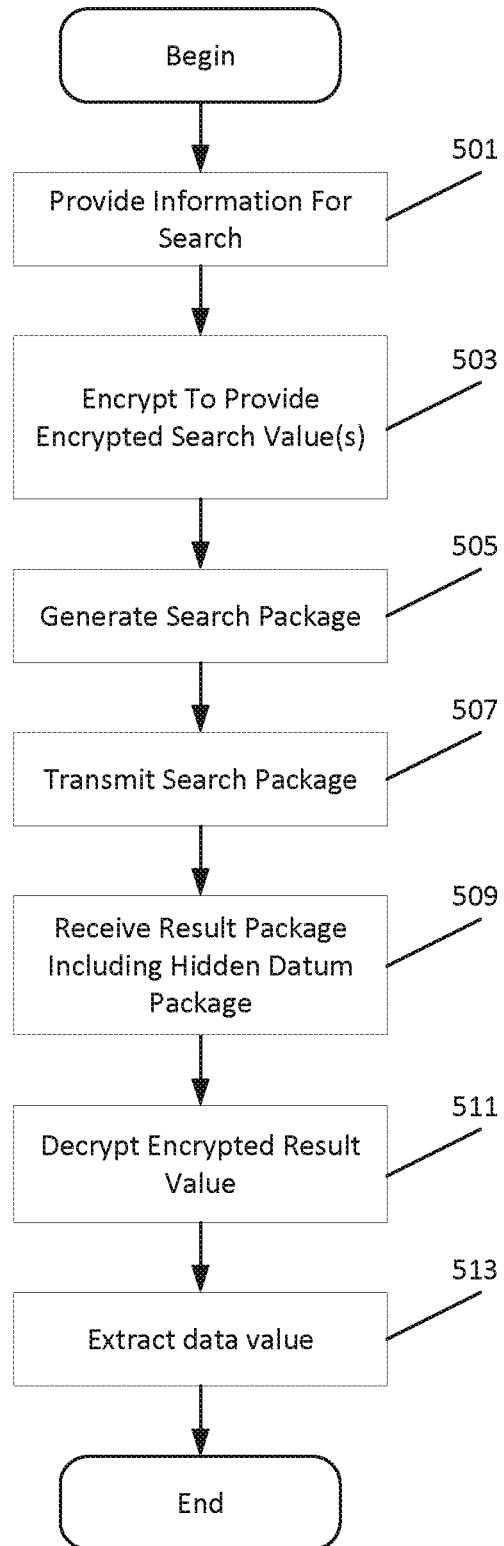 Begin
501
Provide Information For
Search
503
Encrypt To Provide
Encrypted Search Value(s)
505
Generate Search Package
507
Transmit Search Package
509
Receive Result Package
Including Hidden Datum
Package
511
Decrypt Encrypted Result
Value
513
Extract data value
End